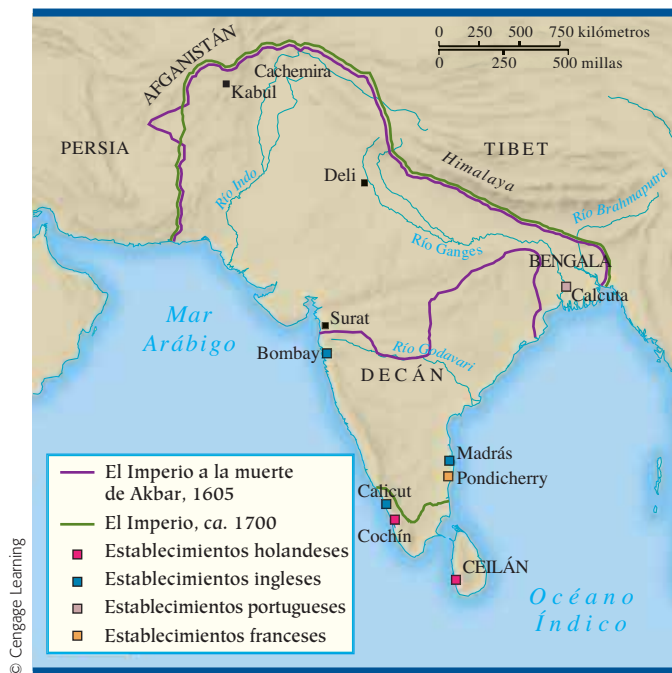 0 250 500 750 kilómetros
0 250 500 millas
AFGANISTÁN
Cachemira
Kabul
PERSIA
TIBET
Himalaya
Deli
Río Indo
Río Brahmaputra
Río Ganges
BENGALA
Calcuta
Mar
Arábigo
Surat
Bombay
Río Godavari
DECÁN
Madrás
Pondicherry
Calicut
Cochín
CEILÁN
Océano
Índico
El Imperio a la muerte
de Akbar, 1605
El Imperio, ca. 1700
Establecimientos holandeses
Establecimientos ingleses
Establecimientos portugueses
Establecimientos franceses
© Cengage Learning